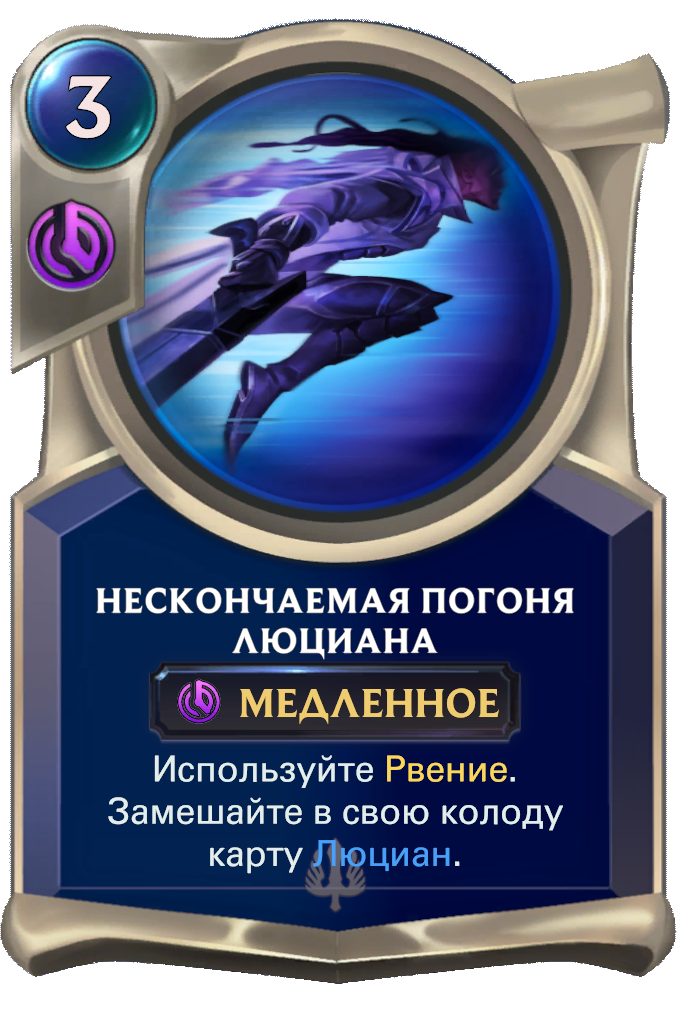 3
НЕСКОНЧАЕМАЯ ПОГОНЯ
ЛЮЦИАНА
МЕДЛЕННОЕ
Используйте Рвение.
Замешайте в свою колоду
карту Люциан.